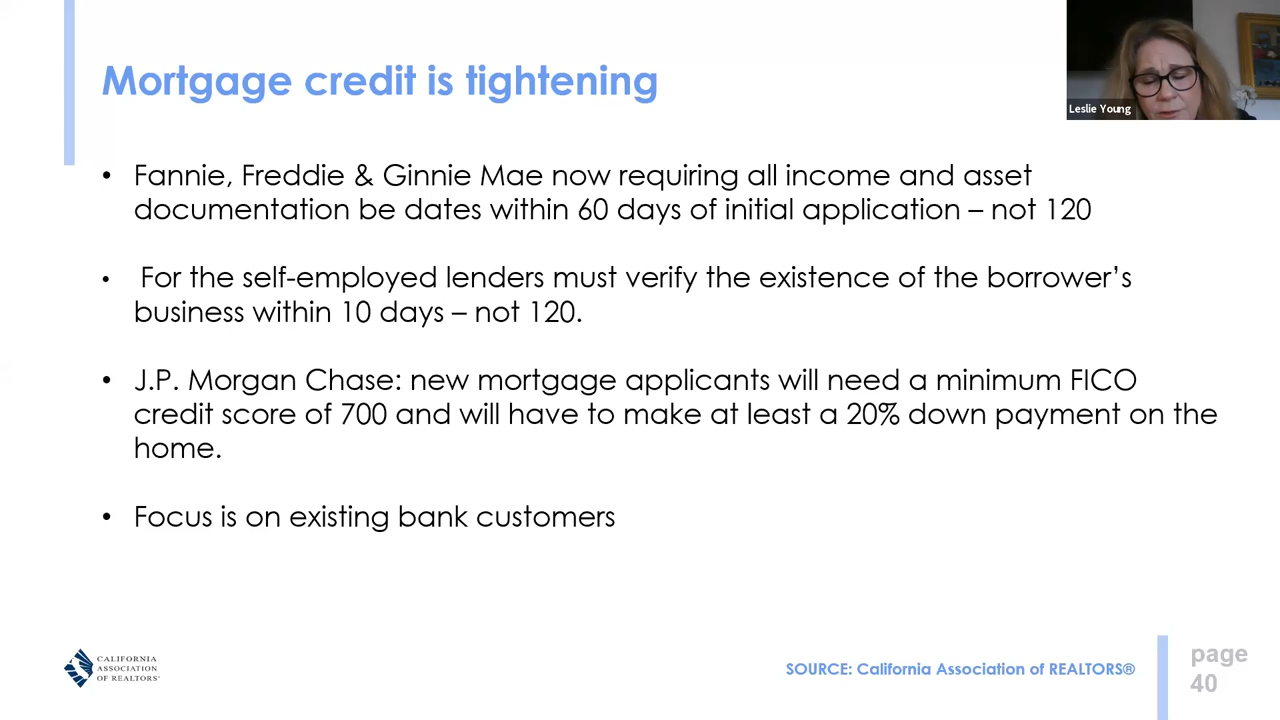 Mortgage credit is tightening
Leslie Young
• Fannie, Freddie & Ginnie Mae now requiring all income and asset
documentation be dates within 60 days of initial application – not 120
• For the self-employed lenders must verify the existence of the borrower’s
business within 10 days – not 120.
• J.P. Morgan Chase: new mortgage applicants will need a minimum FICO
credit score of 700 and will have to make at least a 20% down payment on the
home.
• Focus is on existing bank customers
CALIFORNIA
ASSOCIATION
OF REALTORS®
SOURCE: California Association of REALTORS®
page
40